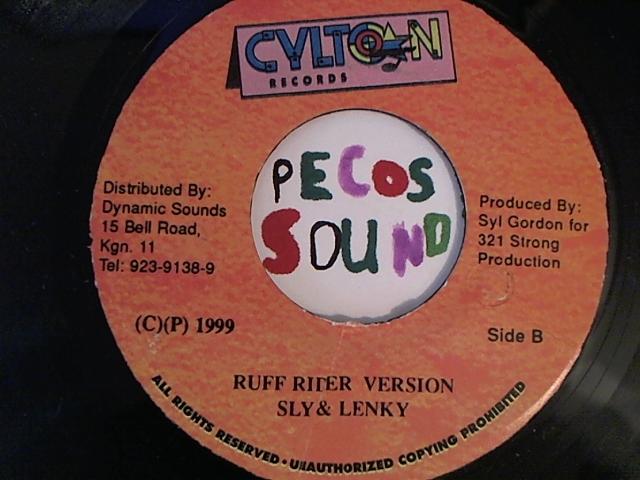 CYLTOAN
RECORDS
PECOS
SOUND
Distributed By:
Dynamic Sounds
15 Bell Road,
Kgn. 11
Tel: 923-9138-9
Produced By:
Syl Gordon for
321 Strong
Production
(C)(P) 1999
Side B
RUFF RITER VERSION
SLY& LENKY
ALL RIGHTS RESERVED • UNAUTHORIZED COPYING PROHIBITED